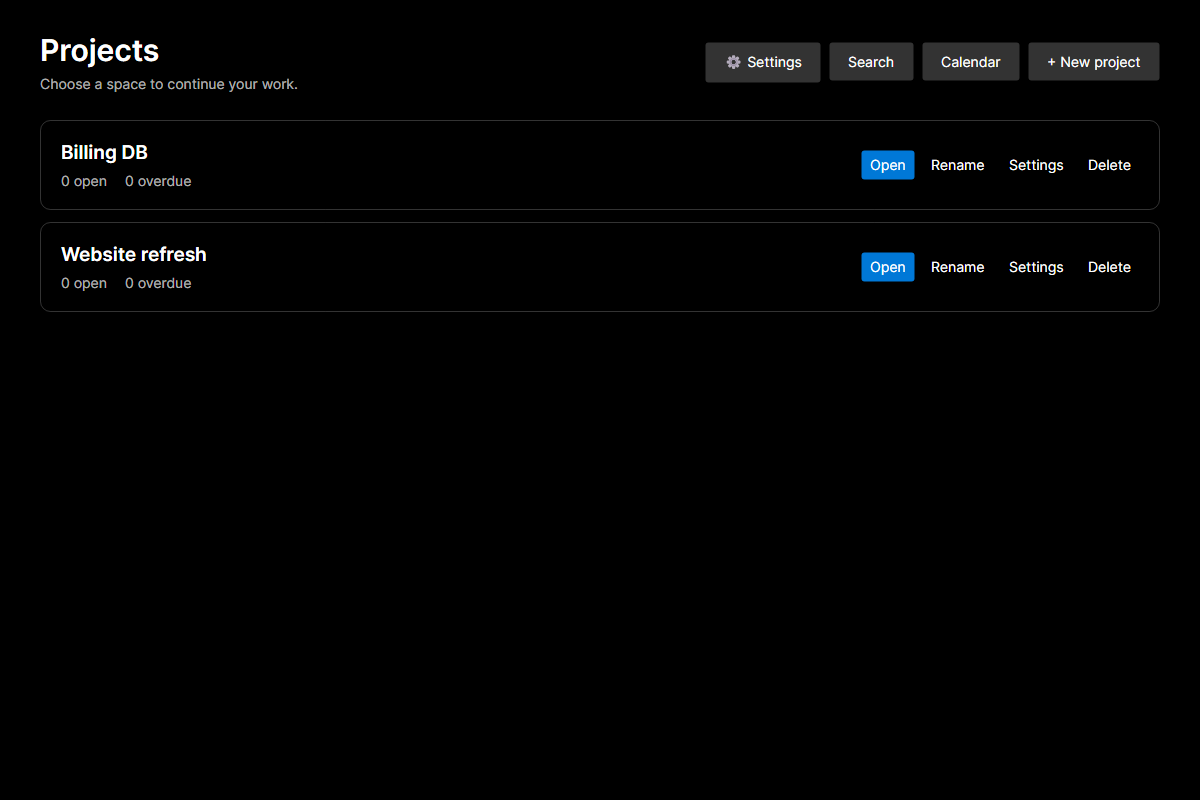 Projects
Choose a space to continue your work.
Settings
Search
Calendar
+ New project
Billing DB
0 open 0 overdue
Open
Rename
Settings
Delete
Website refresh
0 open 0 overdue
Open
Rename
Settings
Delete